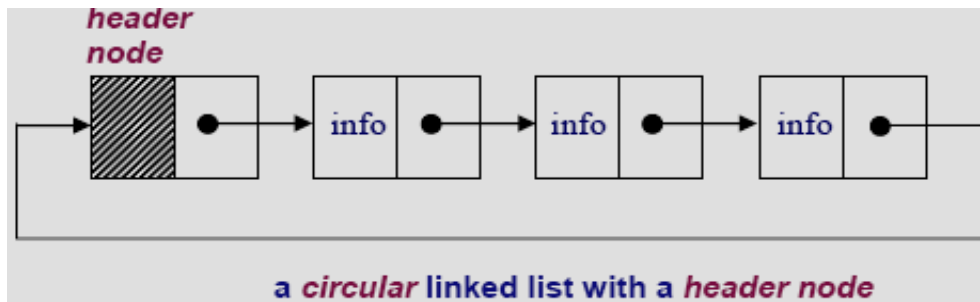 header
node
info info info
a circular linked list with a header node